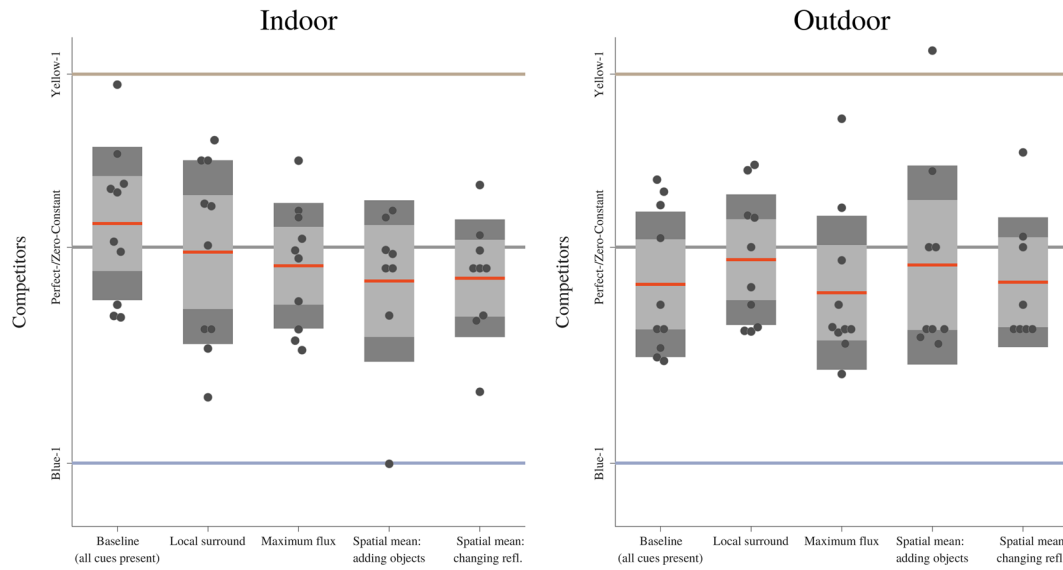 Indoor
Competitors
Yellow-1
Perfect-/Zero-Constant
Blue-1
Baseline
(all cues present)
Local surround
Maximum flux
Spatial mean:
adding objects
Spatial mean:
changing refl.
Outdoor
Competitors
Yellow-1
Perfect-/Zero-Constant
Blue-1
Baseline
(all cues present)
Local surround
Maximum flux
Spatial mean:
adding objects
Spatial mean:
changing refl.